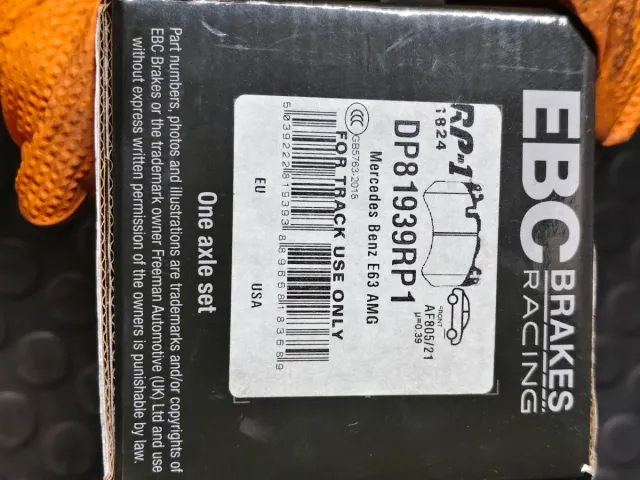 EBC BRAKES
RACING
RP-1
1824
FRONT
AF805/21
µ=0.39
DP81939RP1
Mercedes Benz E63 AMG
FOR TRACK USE ONLY
CCC
GB5763-2018
5039222819393
889668183689
EU
USA
One axle set
Part numbers, photos and illustrations are trademarks and/or copyrights of
EBC Brakes or the trademark owner Freeman Automotive (UK) Ltd and use
without express written permission of the owners is punishable by law.